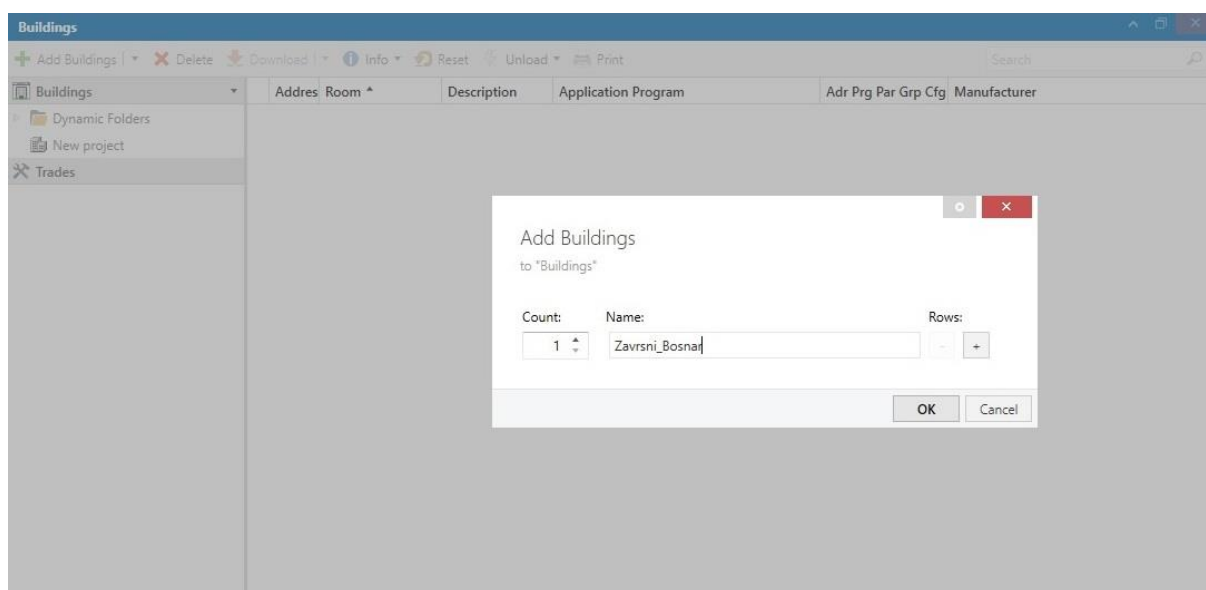 Buildings
Add Buildings Delete Download Info Reset Unload Print Search
Buildings Addres Room Description Application Program Adr Prg Par Grp Cfg Manufacturer
Dynamic Folders
New project
Trades
Add Buildings
to "Buildings"
Count: Name: Rows:
1 Zavrsni_Bosnar - +
OK Cancel